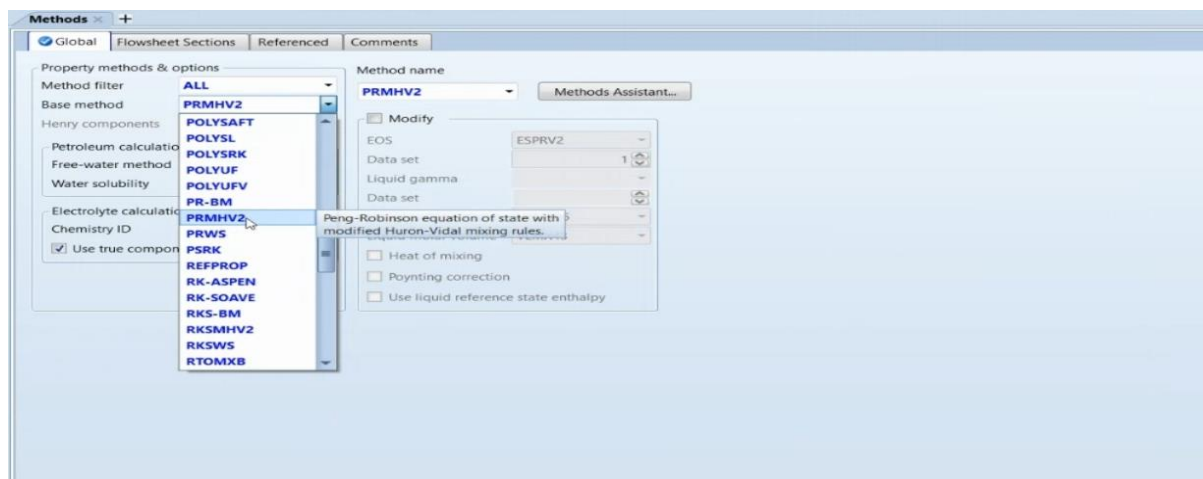 Methods
Global Flowsheet Sections Referenced Comments
Property methods & options
Method filter ALL
Base method PRMHV2
Henry components
Petroleum calculatio
Free-water method
Water solubility
Electrolyte calculatio
Chemistry ID
Use true compon
POLYSAFT
POLYSL
POLYSRK
POLYUF
POLYUFV
PR-BM
PRMHV2
PRWS
PSRK
REFPROP
RK-ASPEN
RK-SOAVE
RKS-BM
RKSMHV2
RKSWS
RTOMXB
Peng-Robinson equation of state with
modified Huron-Vidal mixing rules.
Method name
PRMHV2 Methods Assistant...
Modify
EOS ESPRV2
Data set 1
Liquid gamma
Data set
Heat of mixing
Poynting correction
Use liquid reference state enthalpy